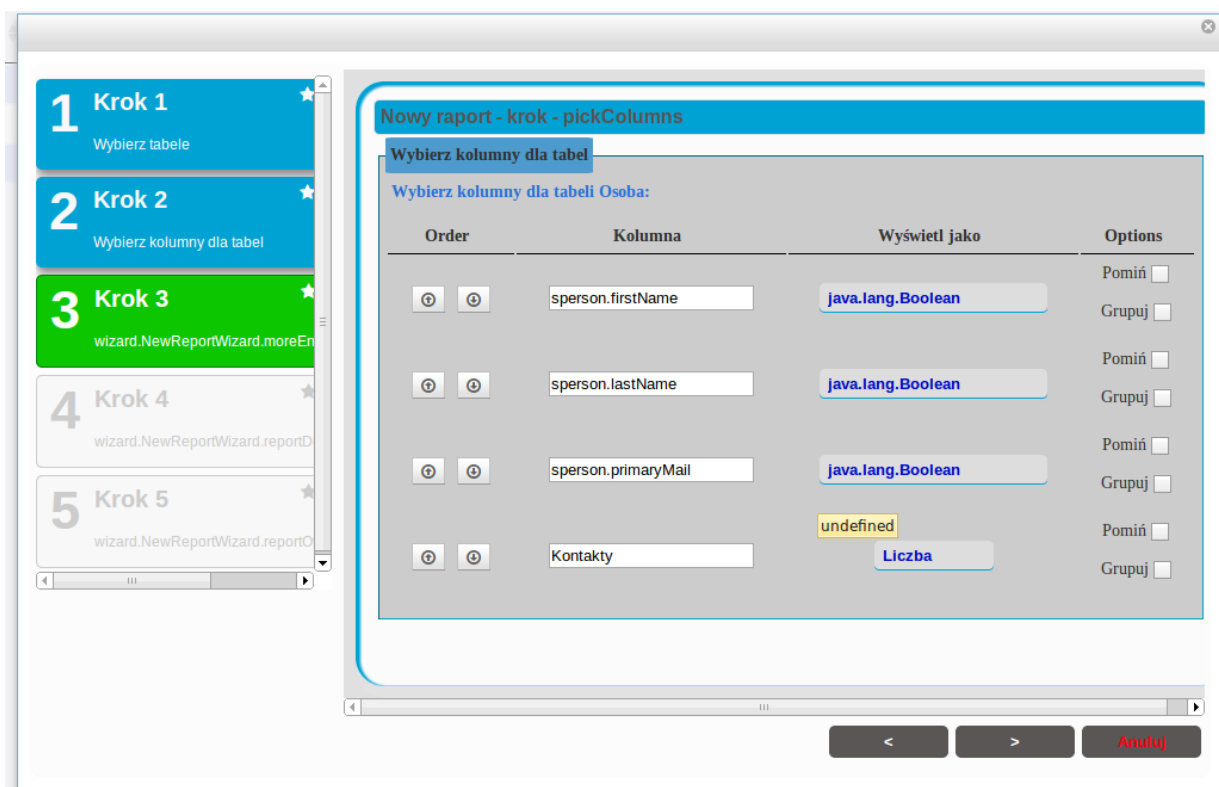 1
Krok 1
Wybierz tabele
2
Krok 2
Wybierz kolumny dla tabel
3
Krok 3
wizard.NewReportWizard.moreEn
4
Krok 4
wizard.NewReportWizard.reportD
5
Krok 5
wizard.NewReportWizard.reportO
Nowy raport - krok - pickColumns
Wybierz kolumny dla tabel
Wybierz kolumny dla tabeli Osoba:
Order Kolumna Wyświetl jako Options
sperson.firstName java.lang.Boolean Pomiń
Grupuj
sperson.lastName java.lang.Boolean Pomiń
Grupuj
sperson.primaryMail java.lang.Boolean Pomiń
Grupuj
undefined
Kontakty Liczba Pomiń
Grupuj
< > Anuluj